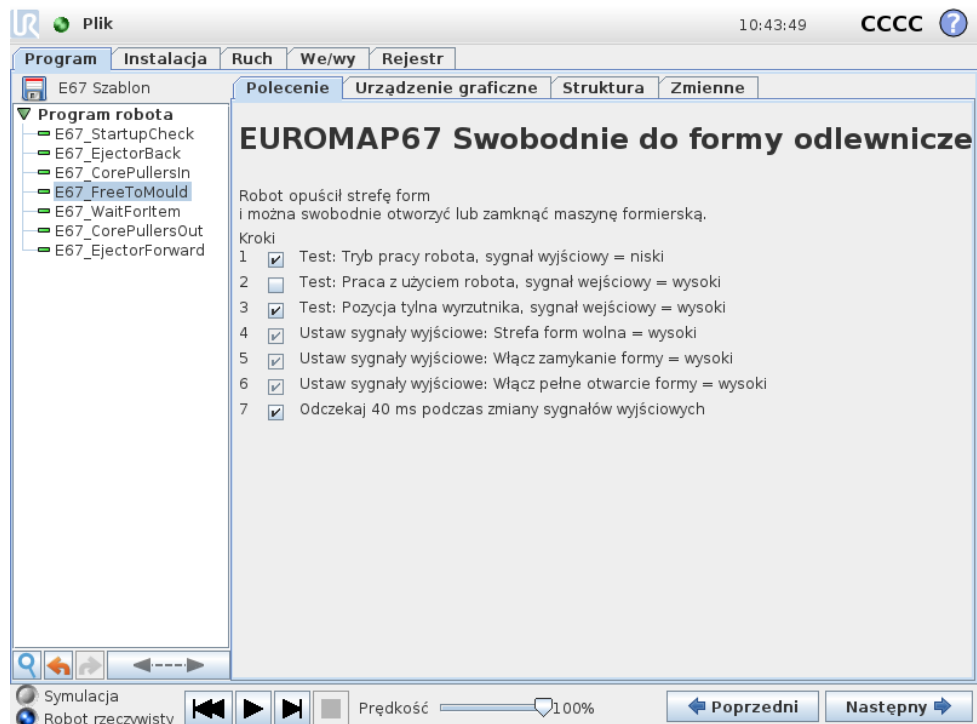 UR Plik 10:43:49 CCCC ?
Program Instalacja Ruch We/wy Rejestr
E67 Szablon
Polecenie Urządzenie graficzne Struktura Zmienne
Program robota
E67_StartupCheck
E67_EjectorBack
E67_CorePullersIn
E67_FreeToMould
E67_WaitForItem
E67_CorePullersOut
E67_EjectorForward
EUROMAP67 Swobodnie do formy odlewnicze
Robot opuścił strefę form
i można swobodnie otworzyć lub zamknąć maszynę formierską.
Kroki
1 Test: Tryb pracy robota, sygnał wyjściowy = niski
2 Test: Praca z użyciem robota, sygnał wejściowy = wysoki
3 Test: Pozycja tylna wyrzutnika, sygnał wejściowy = wysoki
4 Ustaw sygnały wyjściowe: Strefa form wolna = wysoki
5 Ustaw sygnały wyjściowe: Włącz zamykanie formy = wysoki
6 Ustaw sygnały wyjściowe: Włącz pełne otwarcie formy = wysoki
7 Odczekaj 40 ms podczas zmiany sygnałów wyjściowych
Symulacja
Robot rzeczywisty
Prędkość 100%
Poprzedni Następny